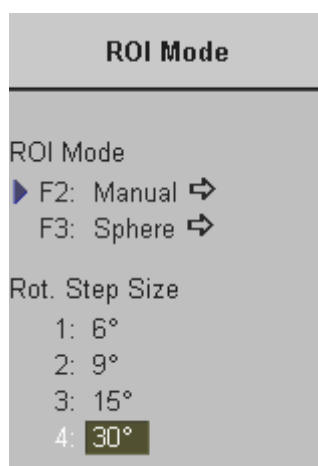 ROI Mode
ROI Mode
F2: Manual
F3: Sphere
Rot. Step Size
1: 6°
2: 9°
3: 15°
4: 30°